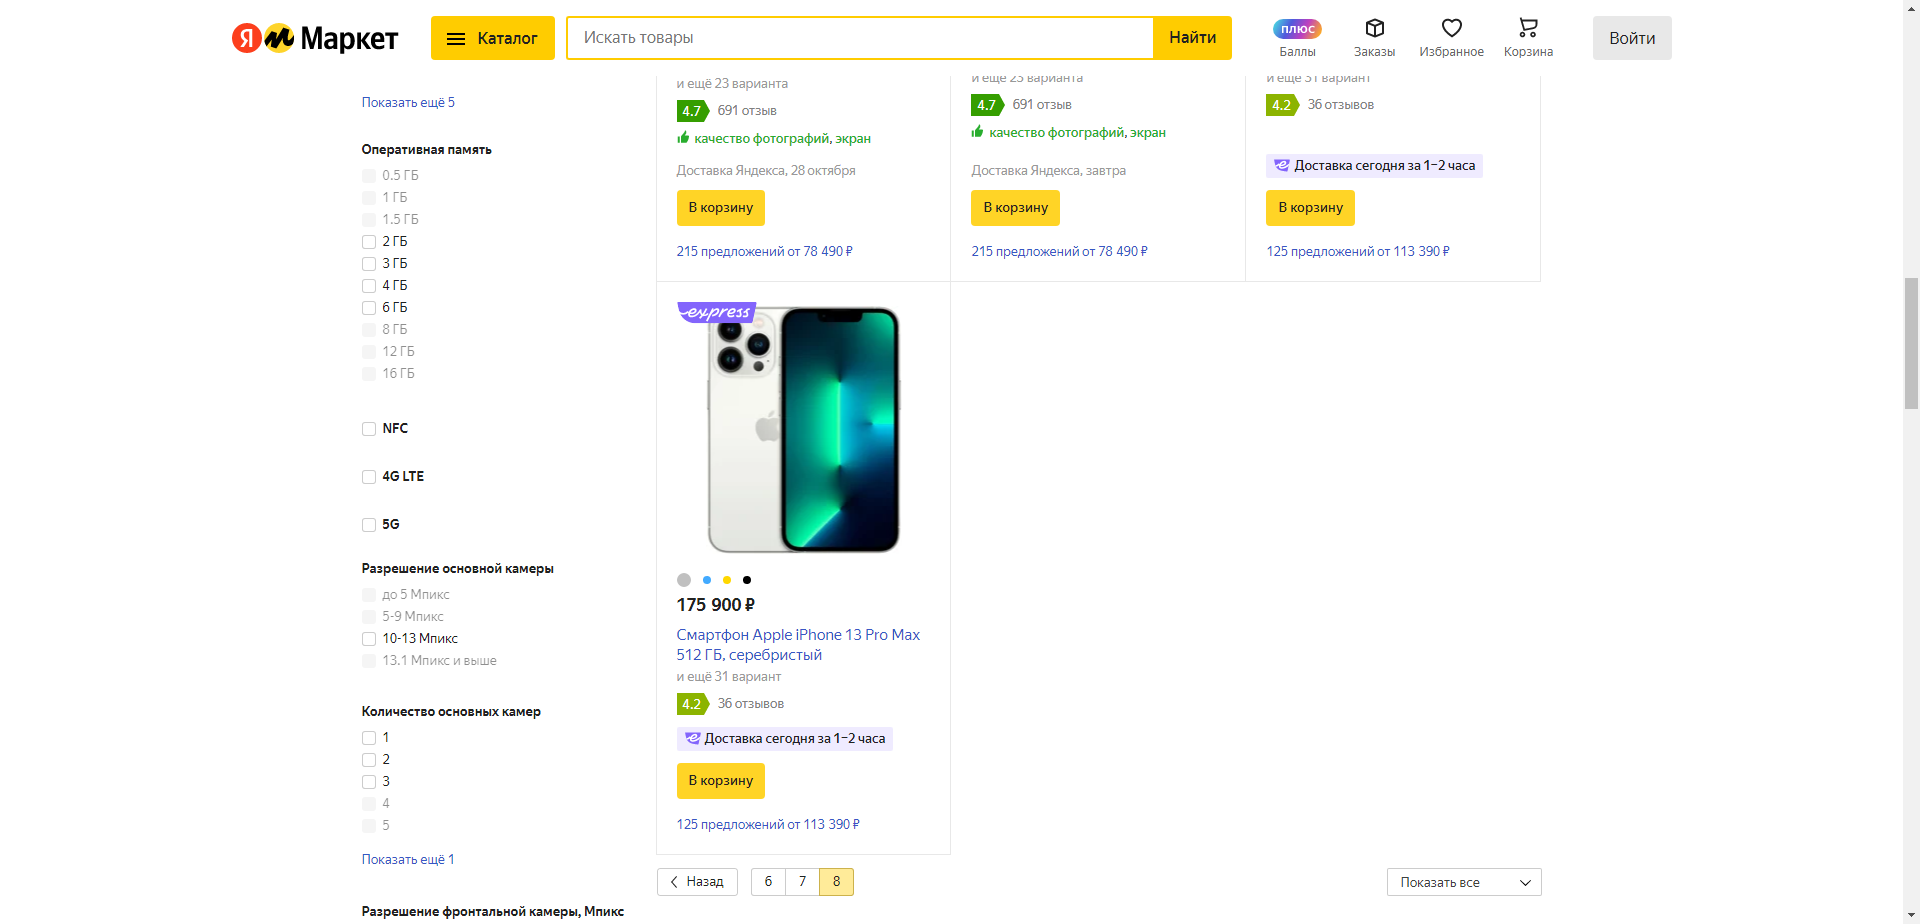 Я Маркет
Каталог
Искать товары
Найти
плюс
Баллы
Заказы
Избранное
Корзина
Войти
Показать ещё 5
Оперативная память
0.5 ГБ
1 ГБ
1.5 ГБ
2 ГБ
3 ГБ
4 ГБ
6 ГБ
8 ГБ
12 ГБ
16 ГБ
NFC
4G LTE
5G
Разрешение основной камеры
до 5 Мпикс
5-9 Мпикс
10-13 Мпикс
13.1 Мпикс и выше
Количество основных камер
1
2
3
4
5
Показать ещё 1
Разрешение фронтальной камеры, Мпикс
и ещё 23 варианта
4.7 691 отзыв
качество фотографий, экран
Доставка Яндекса, 28 октября
В корзину
215 предложений от 78 490 ₽
и ещё 23 варианта
4.7 691 отзыв
качество фотографий, экран
Доставка Яндекса, завтра
В корзину
215 предложений от 78 490 ₽
и ещё 31 вариант
4.2 36 отзывов
Доставка сегодня за 1–2 часа
В корзину
125 предложений от 113 390 ₽
express
175 900 ₽
Смартфон Apple iPhone 13 Pro Max
512 ГБ, серебристый
и ещё 31 вариант
4.2 36 отзывов
Доставка сегодня за 1–2 часа
В корзину
125 предложений от 113 390 ₽
Назад 6 7 8
Показать все